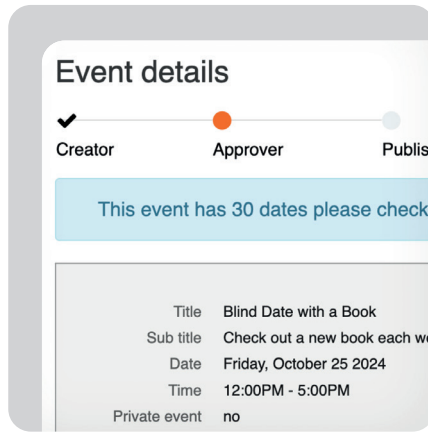 Event details
Creator Approver Publis
This event has 30 dates please check
Title Blind Date with a Book
Sub title Check out a new book each w
Date Friday, October 25 2024
Time 12:00PM - 5:00PM
Private event no